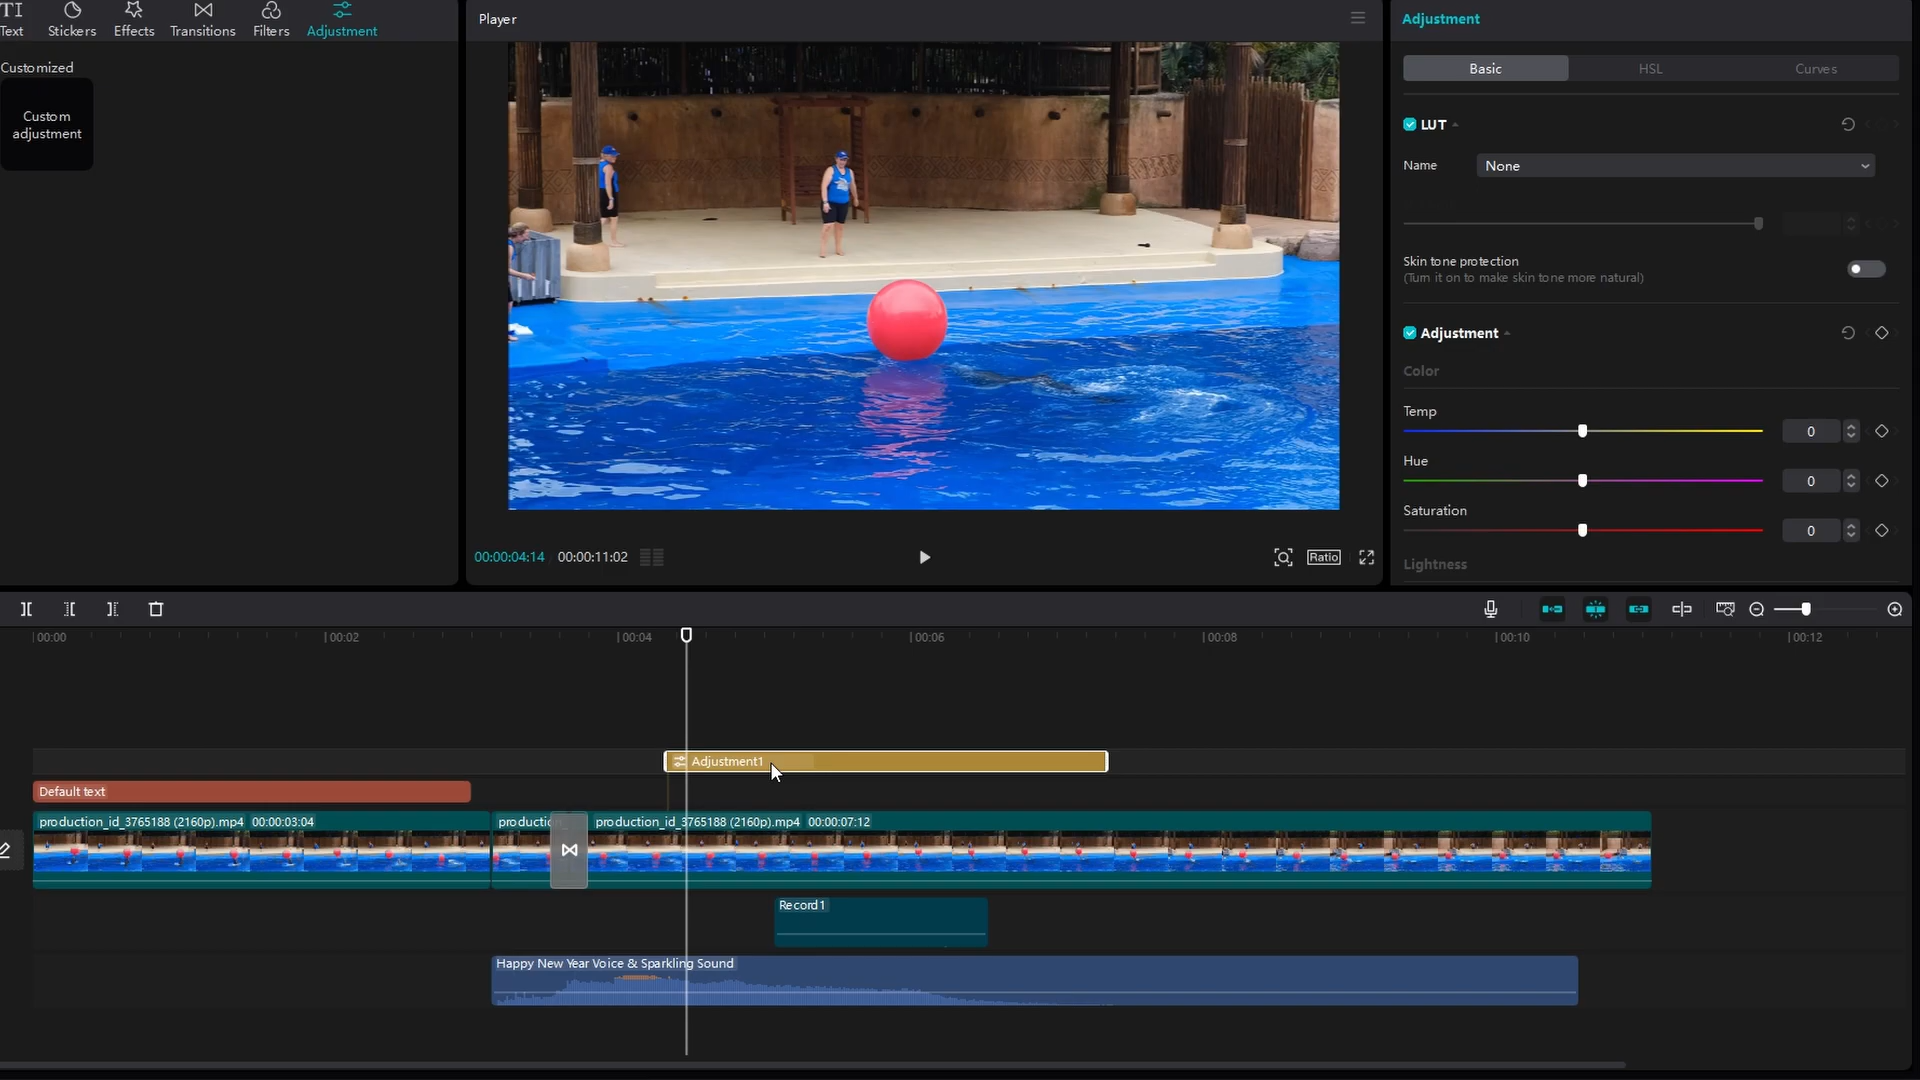 Text
Stickers
Effects
Transitions
Filters
Adjustment
Customized
Custom
adjustment
Player
00:00:04:14
00:00:11:02
Ratio
Adjustment
Basic
HSL
Curves
LUT
Name
None
Skin tone protection
(Turn it on to make skin tone more natural)
Adjustment
Color
Temp
0
Hue
0
Saturation
0
Lightness
00:00
00:02
00:04
00:06
00:08
00:10
00:12
Adjustment1
Default text
production_id_3765188 (2160p).mp4 00:00:03:04
production_id_3765188 (2160p).mp4 00:00:07:12
Record1
Happy New Year Voice & Sparkling Sound